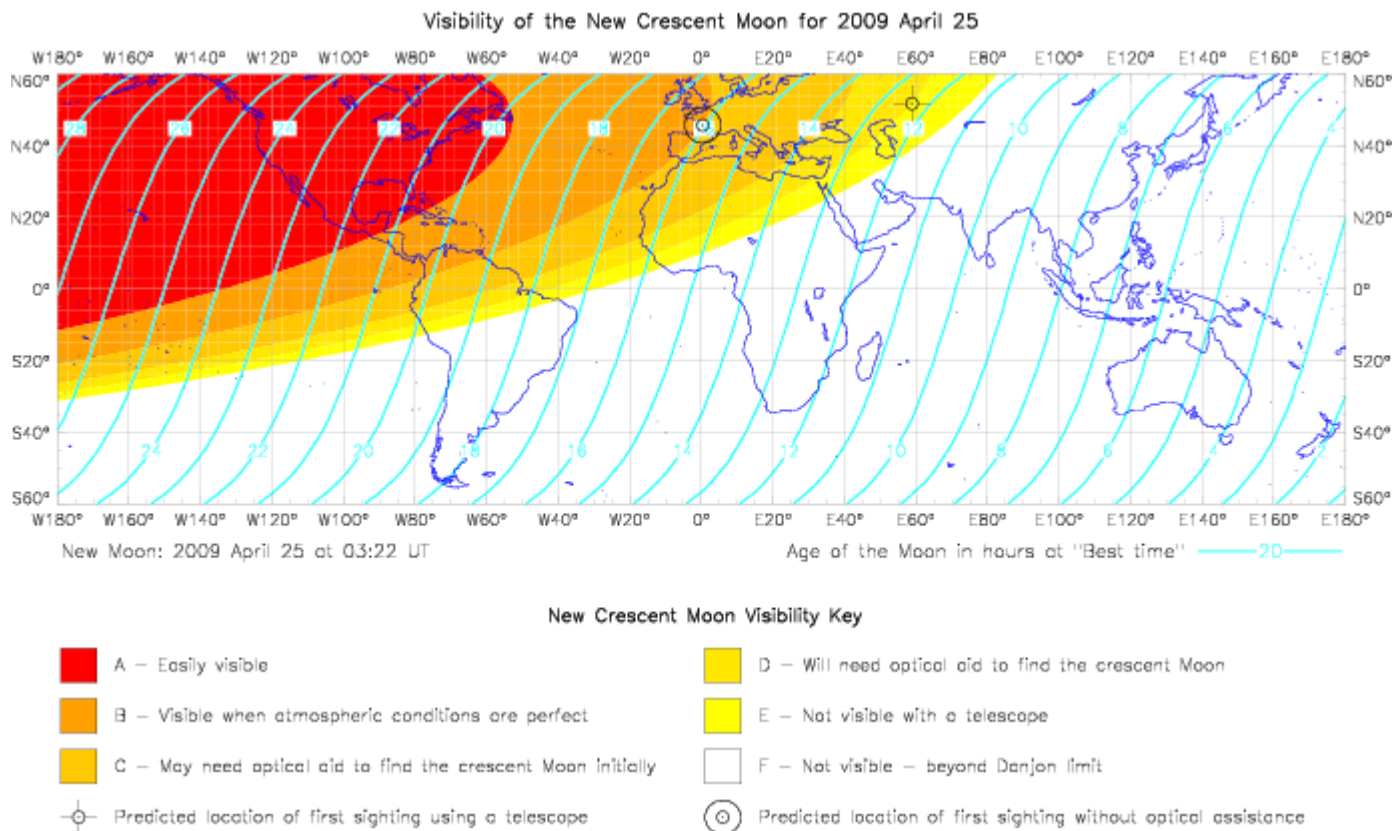 Visibility of the New Crescent Moon for 2009 April 25
W180° W160° W140° W120° W100° W80° W60° W40° W20° 0° E20° E40° E60° E80° E100° E120° E140° E160° E180°
N60° N60°
28 26 24 22 20 18 14 12 10 8 6 4
N40° N40°
N20° N20°
0° 0°
S20° S20°
S40° S40°
24 22 20 18 16 14 12 10 8 6 4 2
S60° S60°
W180° W160° W140° W120° W100° W80° W60° W40° W20° 0° E20° E40° E60° E80° E100° E120° E140° E160° E180°
New Moon: 2009 April 25 at 03:22 UT
Age of the Moon in hours at "Best time" 20
New Crescent Moon Visibility Key
A – Easily visible
D – Will need optical aid to find the crescent Moon
B – Visible when atmospheric conditions are perfect
E – Not visible with a telescope
C – May need optical aid to find the crescent Moon initially
F – Not visible – beyond Danjon limit
Predicted location of first sighting using a telescope
Predicted location of first sighting without optical assistance